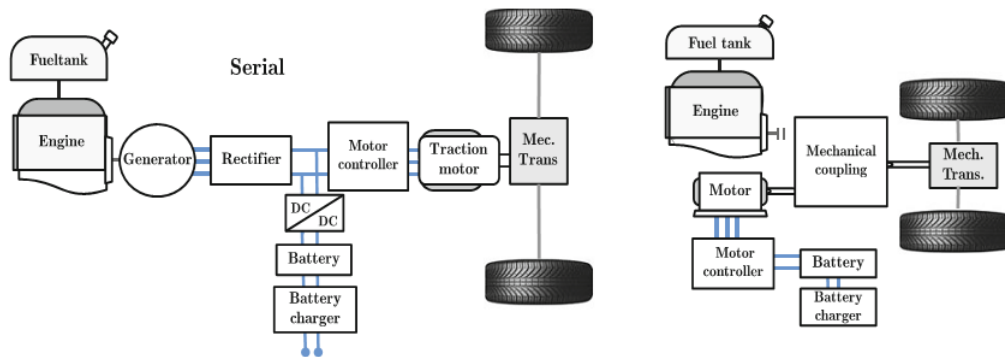 Fueltank
Serial
Engine
Generator
Rectifier
Motor
controller
Traction
motor
Mec.
Trans
DC
DC
Battery
Battery
charger
Fuel tank
Engine
Mechanical
coupling
Mech.
Trans.
Motor
Motor
controller
Battery
Battery
charger